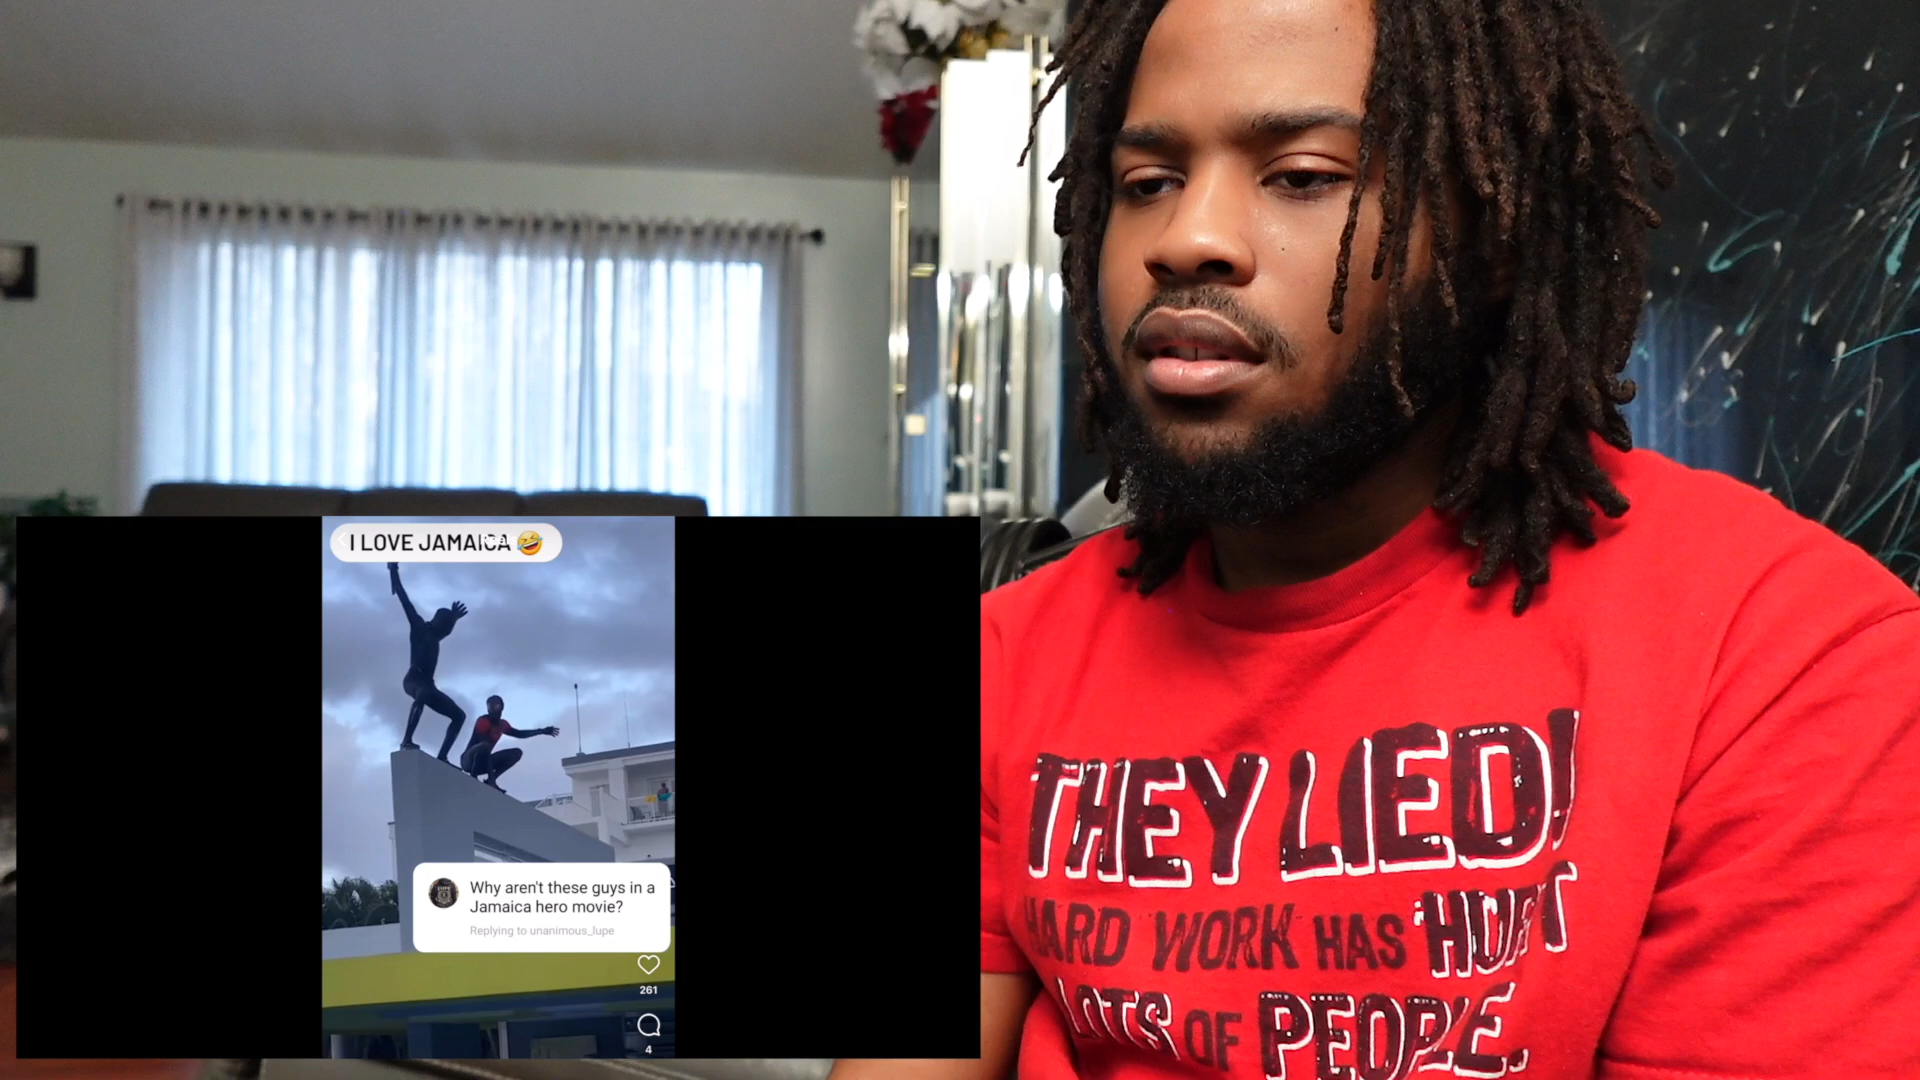 I LOVE JAMAICA 🤣
Why aren't these guys in a
Jamaica hero movie?
Replying to unanimous_lupe
261
4
THEY LIED!
HARD WORK HAS HURT
LOTS OF PEOPLE.